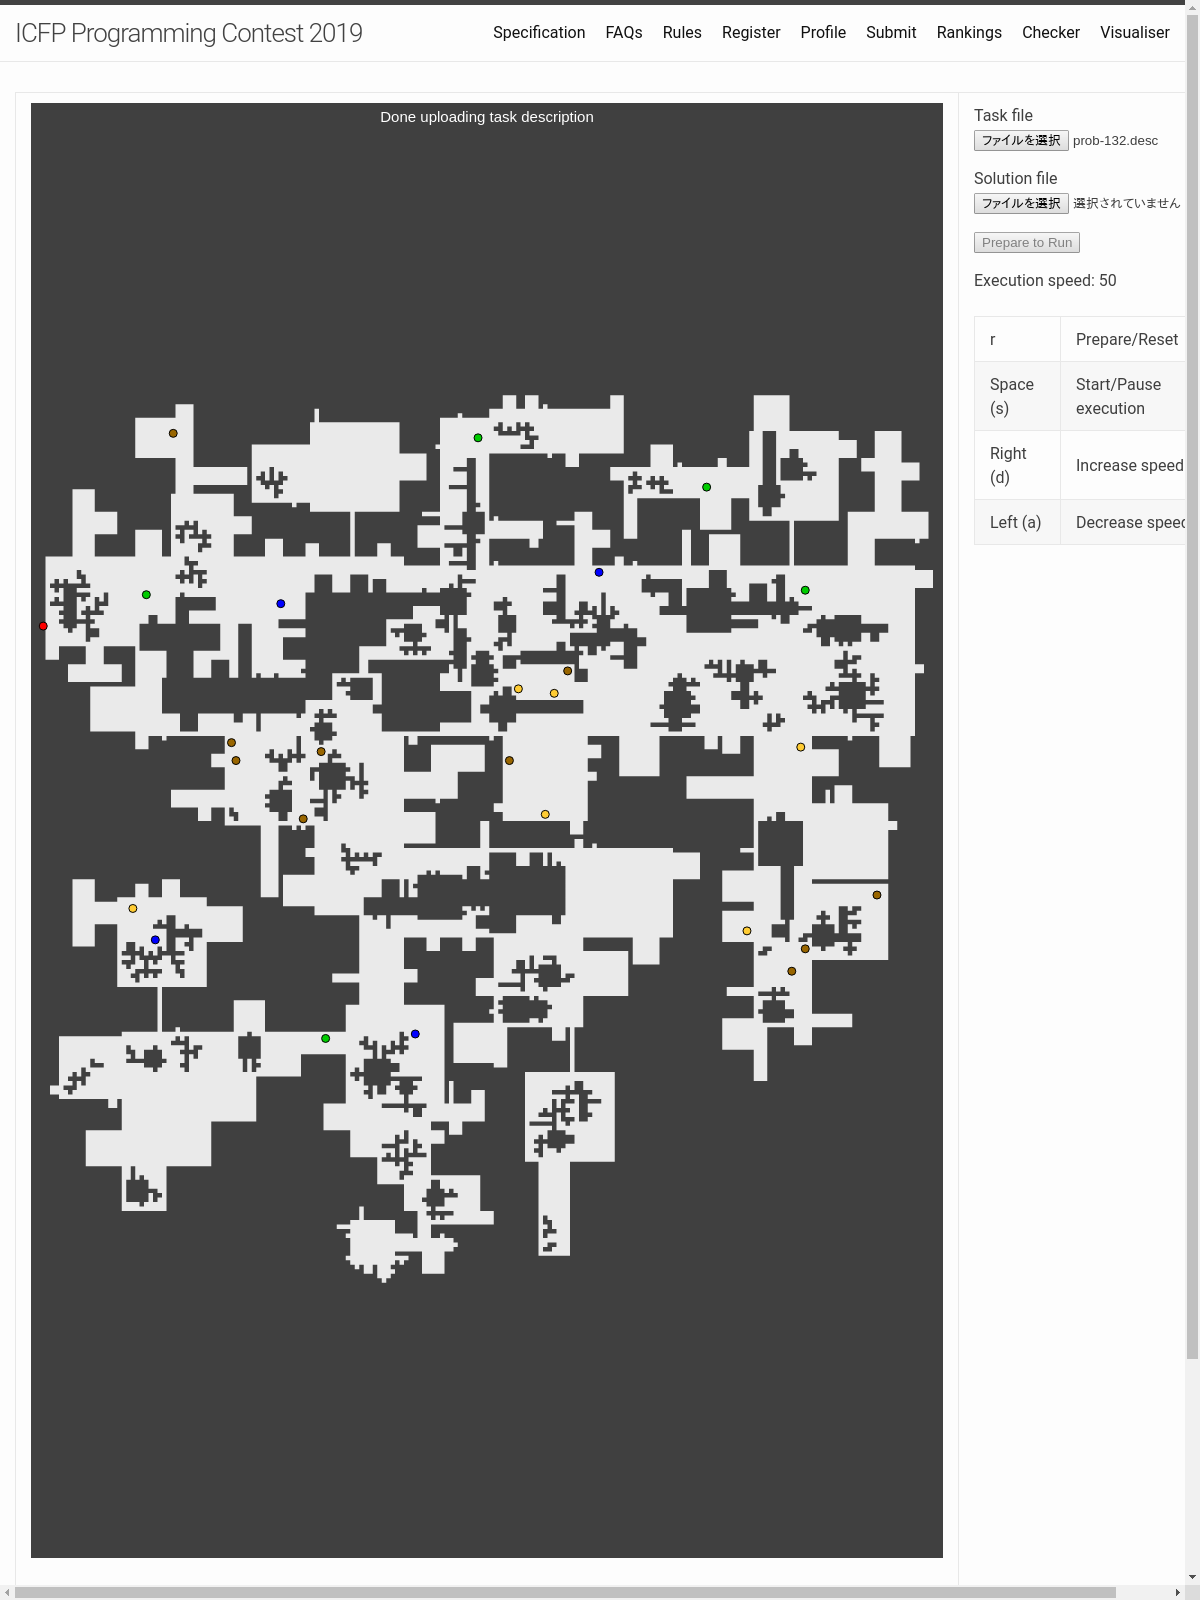 ICFP Programming Contest 2019
Specification FAQs Rules Register Profile Submit Rankings Checker Visualiser
Done uploading task description
Task file
ファイルを選択 prob-132.desc
Solution file
ファイルを選択 選択されていません
Prepare to Run
Execution speed: 50
r Prepare/Reset
Space (s) Start/Pause execution
Right (d) Increase speed
Left (a) Decrease speed